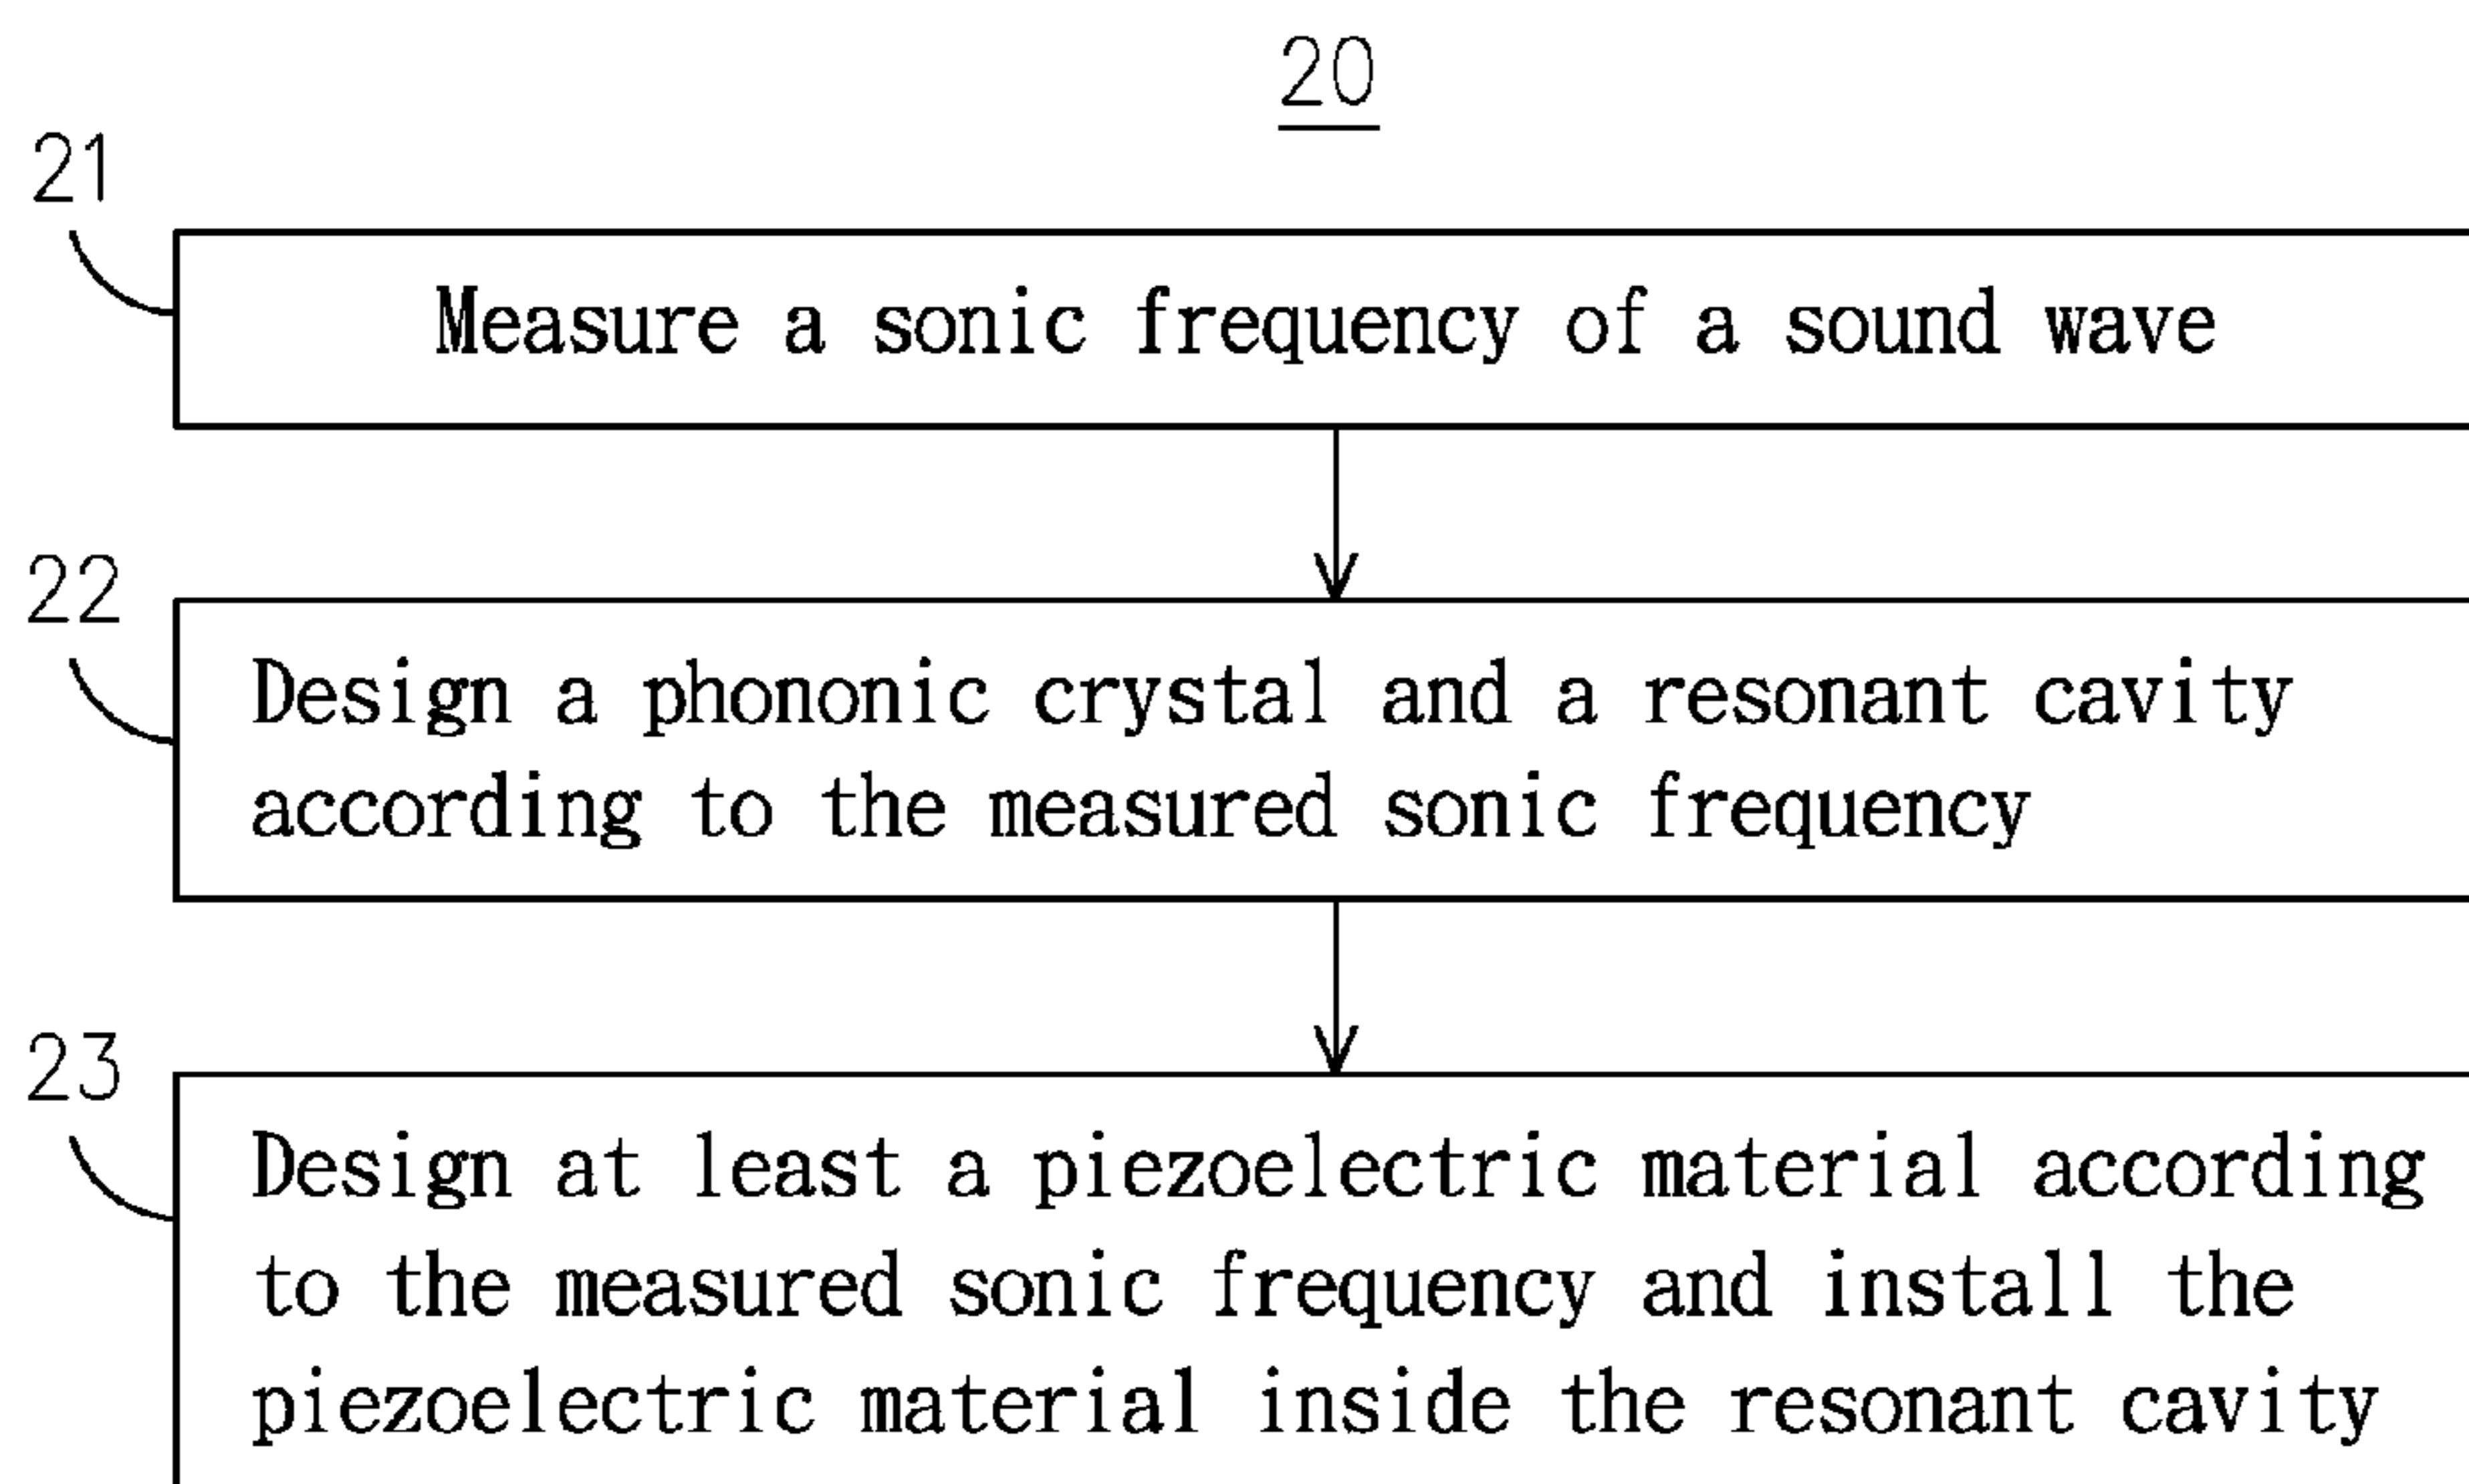 20
21
Measure a sonic frequency of a sound wave
22
Design a phononic crystal and a resonant cavity
according to the measured sonic frequency
23
Design at least a piezoelectric material according
to the measured sonic frequency and install the
piezoelectric material inside the resonant cavity